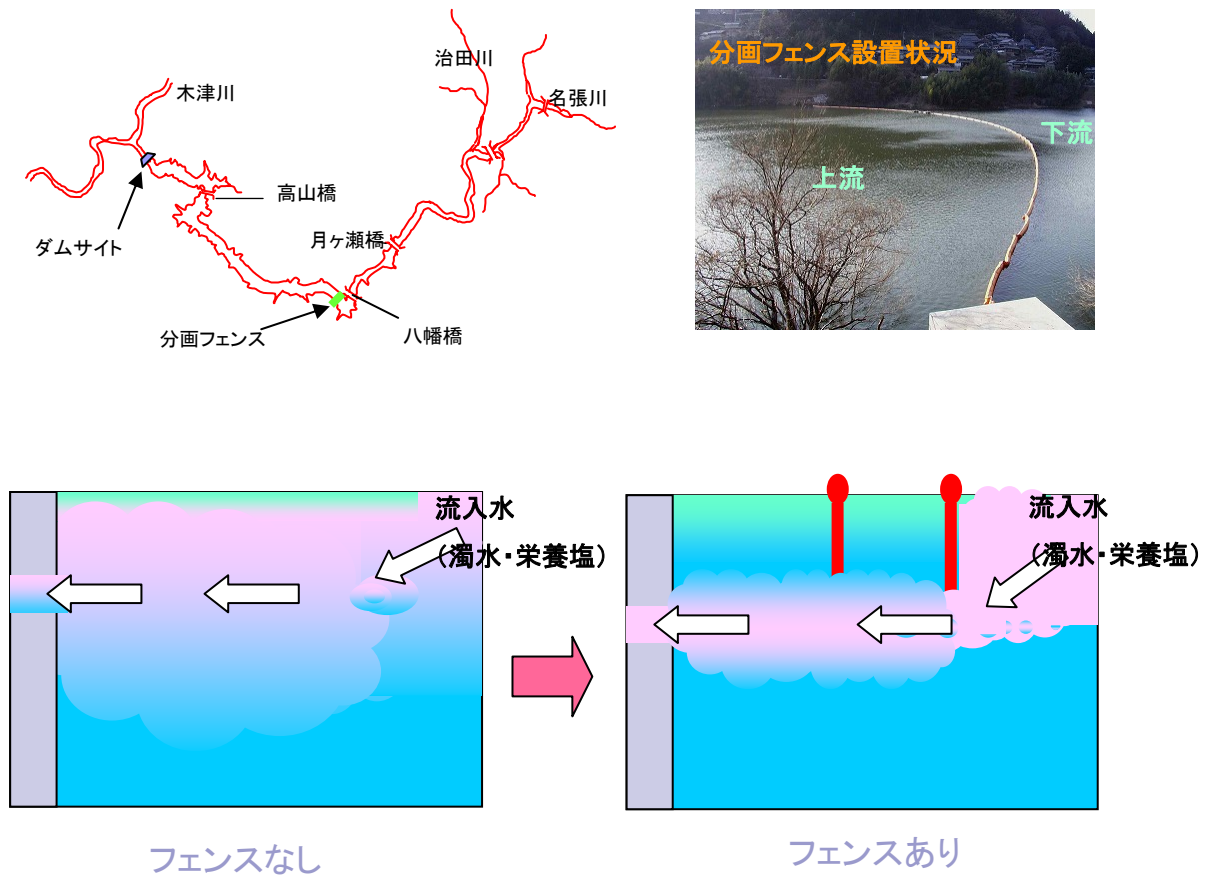 治田川
木津川
名張川
高山橋
月ヶ瀬橋
ダムサイト
分画フェンス
八幡橋
分画フェンス設置状況
下流
上流
流入水
（濁水・栄養塩）
流入水
（濁水・栄養塩）
フェンスなし
フェンスあり